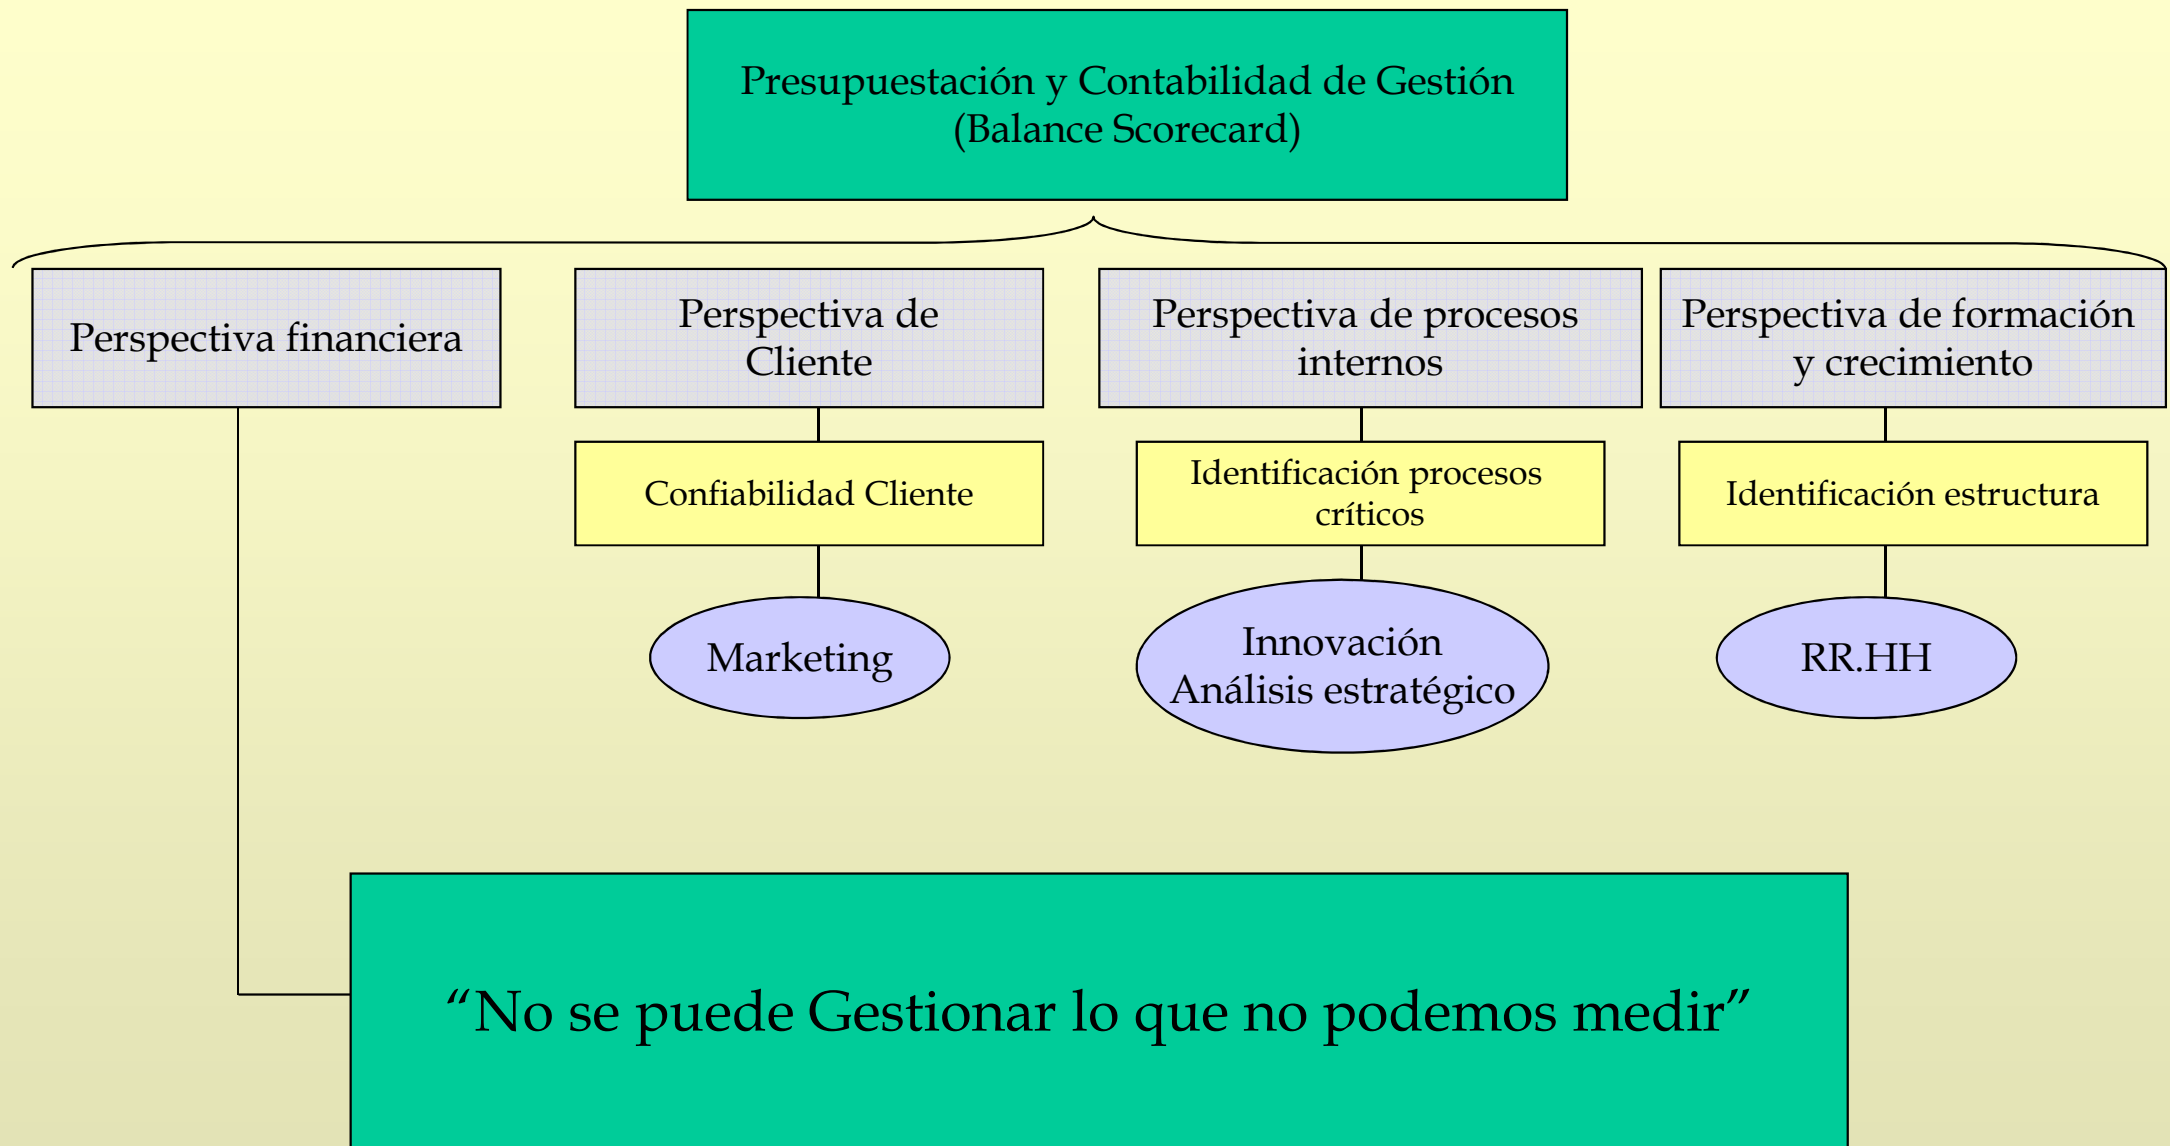 Presupuestación y Contabilidad de Gestión
(Balance Scorecard)
Perspectiva financiera
Perspectiva de
Cliente
Perspectiva de procesos
internos
Perspectiva de formación
y crecimiento
Confiabilidad Cliente
Identificación procesos
críticos
Identificación estructura
Marketing
Innovación
Análisis estratégico
RR.HH
“No se puede Gestionar lo que no podemos medir”